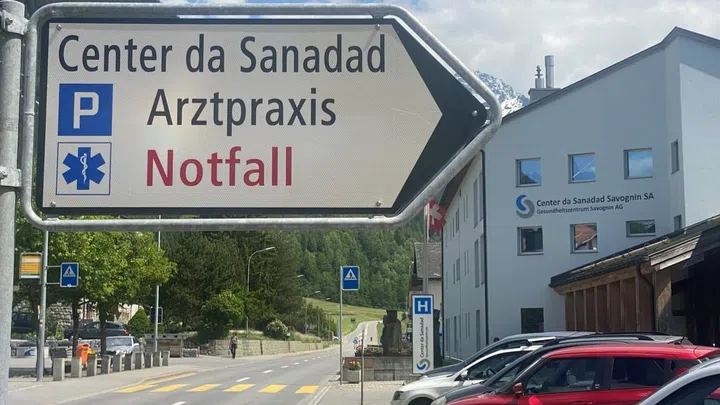 Center da Sanadad
P
Arztpraxis
Notfall
Center da Sanadad Savognin SA
Gesundheitszentrum Savognin AG
H